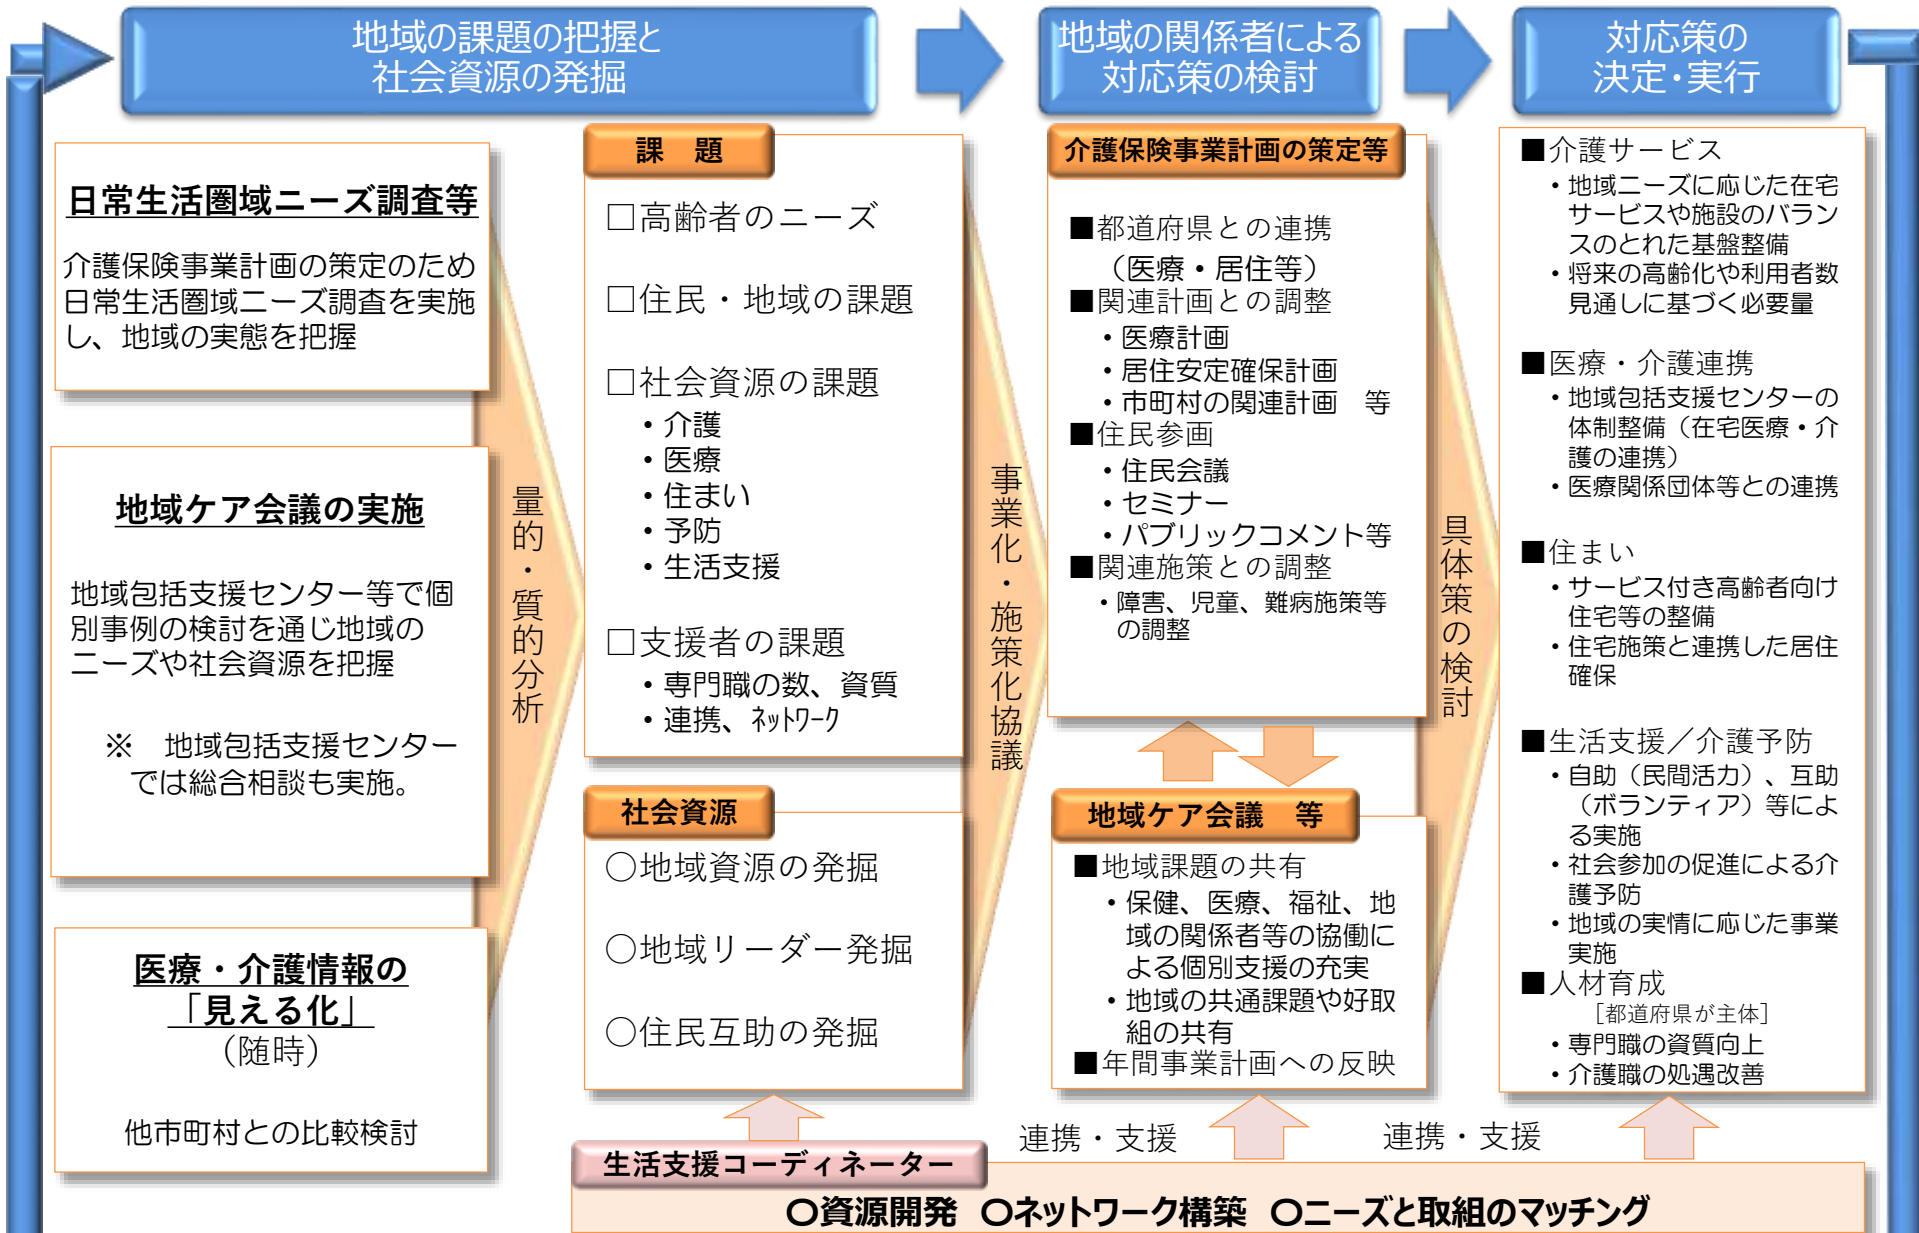 地域の課題の把握と
社会資源の発掘
地域の関係者による
対応策の検討
対応策の
決定・実行
日常生活圏域ニーズ調査等
介護保険事業計画の策定のため
日常生活圏域ニーズ調査を実施
し、地域の実態を把握
地域ケア会議の実施
地域包括支援センター等で個
別事例の検討を通じ地域の
ニーズや社会資源を把握
※　地域包括支援センター
では総合相談も実施。
医療・介護情報の
「見える化」
（随時）
他市町村との比較検討
量的・質的分析
課　題
□高齢者のニーズ
□住民・地域の課題
□社会資源の課題
・介護
・医療
・住まい
・予防
・生活支援
□支援者の課題
・専門職の数、資質
・連携、ﾈｯﾄﾜｰｸ
社会資源
○地域資源の発掘
○地域リーダー発掘
○住民互助の発掘
事業化・施策化協議
介護保険事業計画の策定等
■都道府県との連携
（医療・居住等）
■関連計画との調整
・医療計画
・居住安定確保計画
・市町村の関連計画　等
■住民参画
・住民会議
・セミナー
・パブリックコメント等
■関連施策との調整
・障害、児童、難病施策等
の調整
地域ケア会議　等
■地域課題の共有
・保健、医療、福祉、地
域の関係者等の協働に
よる個別支援の充実
・地域の共通課題や好取
組の共有
■年間事業計画への反映
具体策の検討
■介護サービス
・地域ニーズに応じた在宅
サービスや施設のバラン
スのとれた基盤整備
・将来の高齢化や利用者数
見通しに基づく必要量
■医療・介護連携
・地域包括支援センターの
体制整備（在宅医療・介
護の連携）
・医療関係団体等との連携
■住まい
・サービス付き高齢者向け
住宅等の整備
・住宅施策と連携した居住
確保
■生活支援／介護予防
・自助（民間活力）、互助
（ボランティア）等によ
る実施
・社会参加の促進による介
護予防
・地域の実情に応じた事業
実施
■人材育成
［都道府県が主体］
・専門職の資質向上
・介護職の処遇改善
連携・支援
連携・支援
生活支援コーディネーター
○資源開発 ○ネットワーク構築 ○ニーズと取組のマッチング